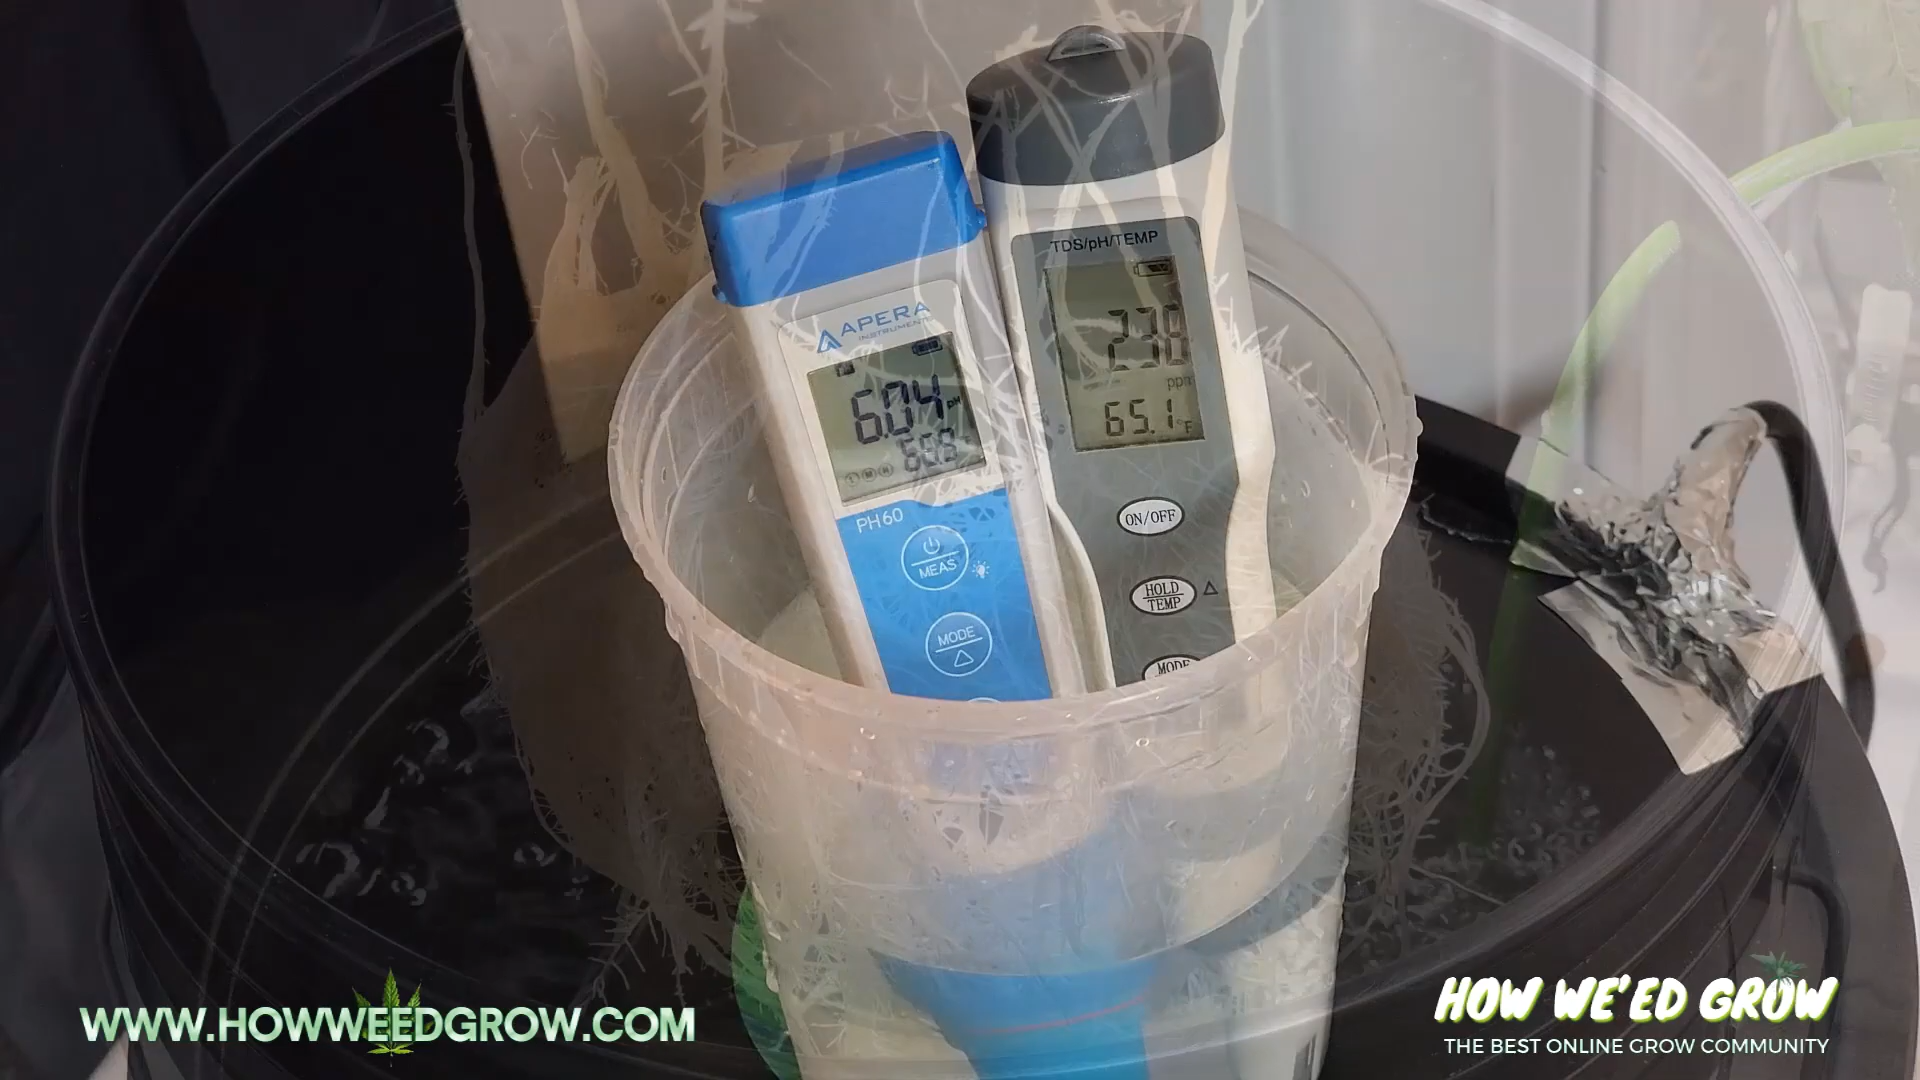 TDS/pH/TEMP
238
ppm
65.1 °F
APERA
INSTRUMENTS
6.04 pH
PH60
MEAS
MODE
ON/OFF
HOLD
TEMP
MODE
WWW.HOWWEEDGROW.COM
HOW WE'ED GROW
THE BEST ONLINE GROW COMMUNITY